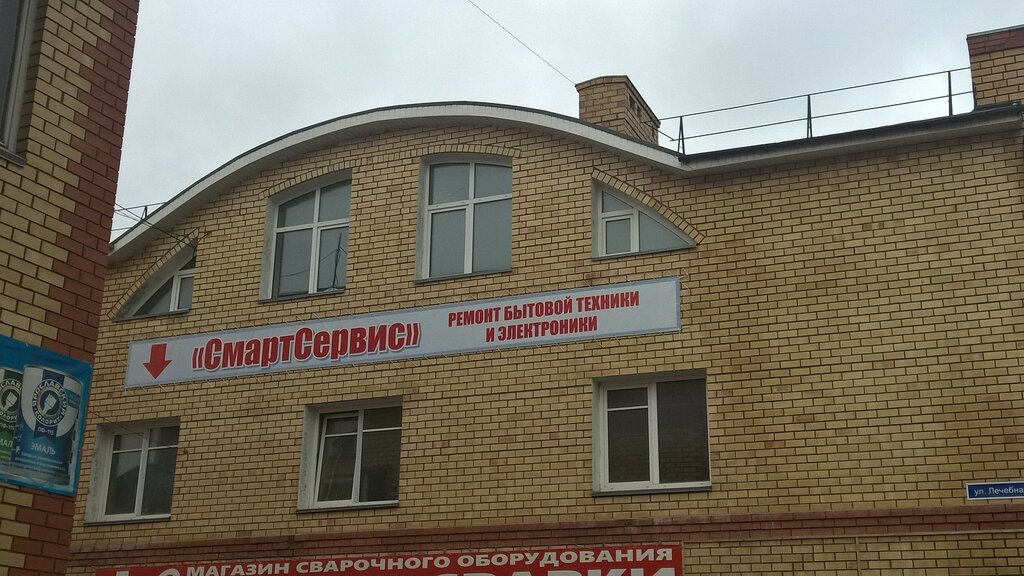 «СмартСервис»
РЕМОНТ БЫТОВОЙ ТЕХНИКИ
И ЭЛЕКТРОНИКИ
ЭМАЛЬ
ул. Лечебна
МАГАЗИН СВАРОЧНОГО ОБОРУДОВАНИЯ